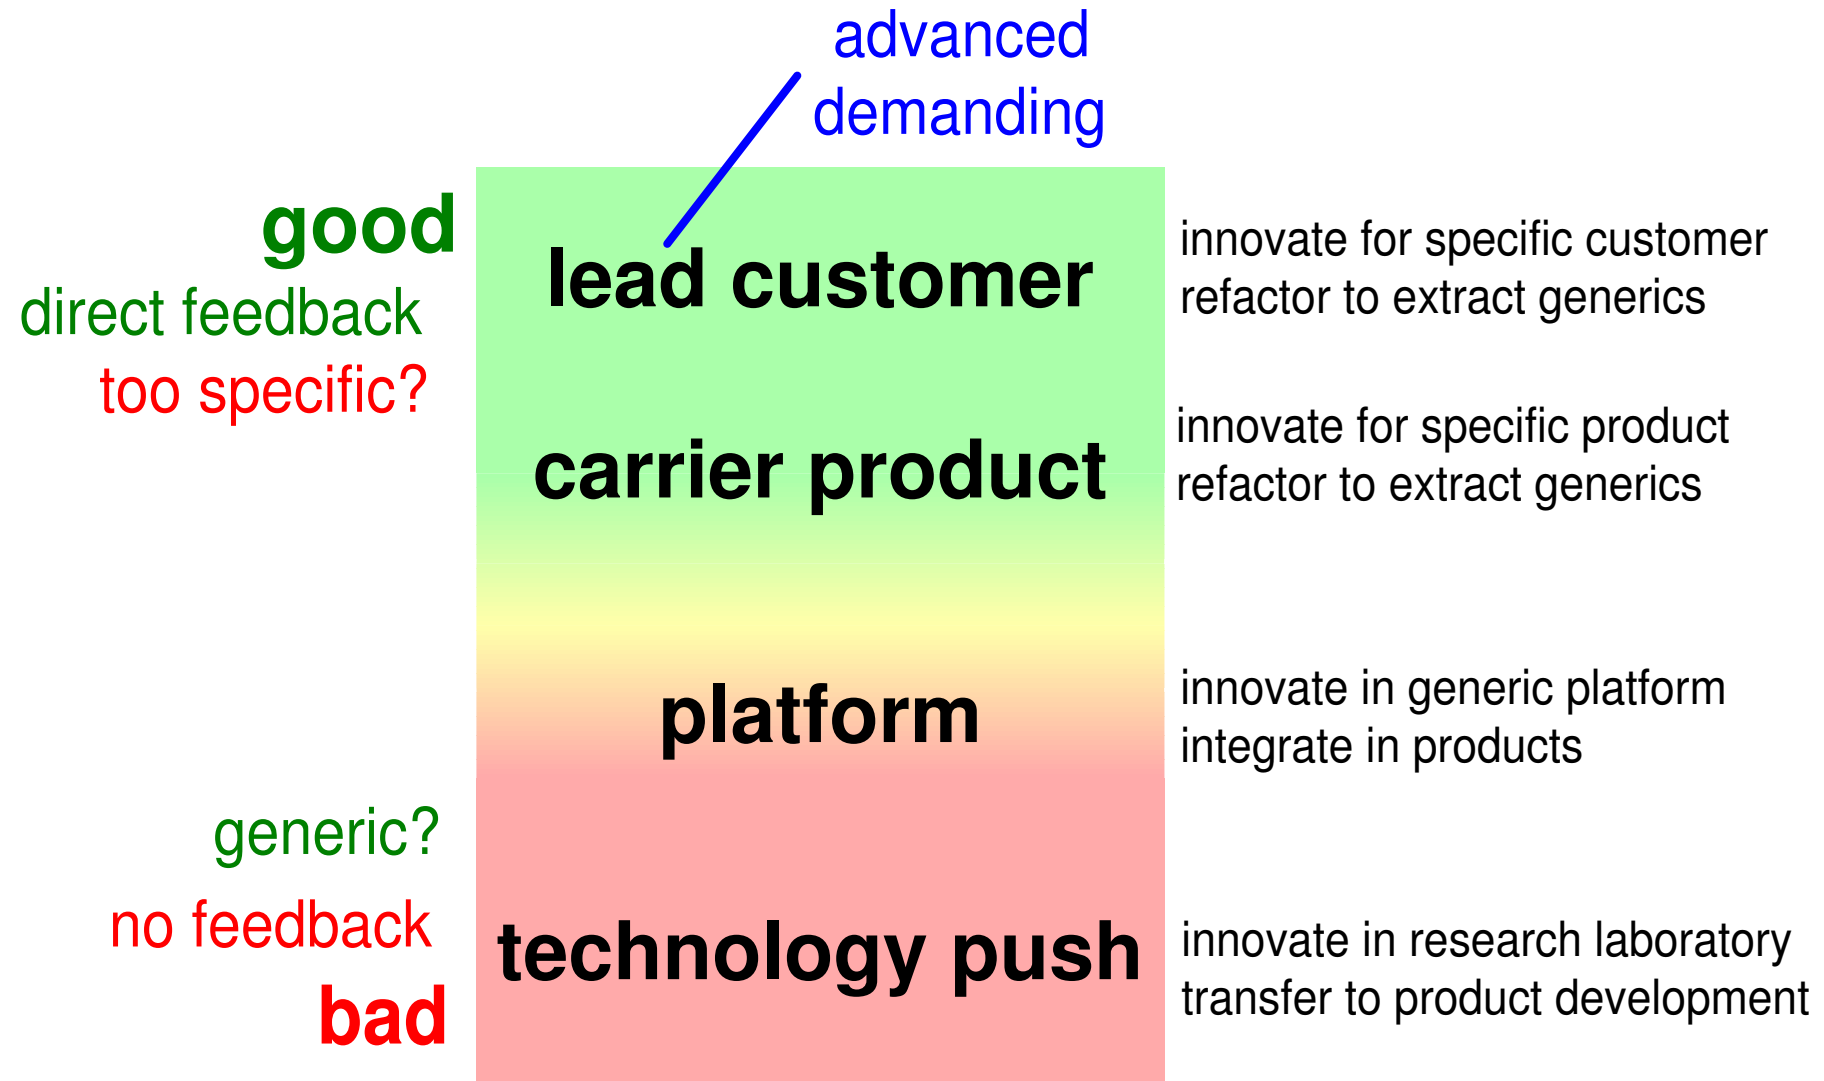 advanced
demanding
good
direct feedback
too specific?
lead customer
innovate for specific customer
refactor to extract generics
carrier product
innovate for specific product
refactor to extract generics
platform
innovate in generic platform
integrate in products
generic?
no feedback
bad
technology push
innovate in research laboratory
transfer to product development